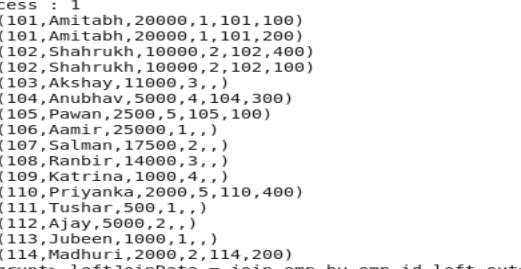 cess : 1
(101,Amitabh,20000,1,101,100)
(101,Amitabh,20000,1,101,200)
(102,Shahrukh,10000,2,102,400)
(102,Shahrukh,10000,2,102,100)
(103,Akshay,11000,3,,)
(104,Anubhav,5000,4,104,300)
(105,Pawan,2500,5,105,100)
(106,Aamir,25000,1,,)
(107,Salman,17500,2,,)
(108,Ranbir,14000,3,,)
(109,Katrina,1000,4,,)
(110,Priyanka,2000,5,110,400)
(111,Tushar,500,1,,)
(112,Ajay,5000,2,,)
(113,Jubeen,1000,1,,)
(114,Madhuri,2000,2,114,200)
grunt> leftJoinData = join emp by emp_id left